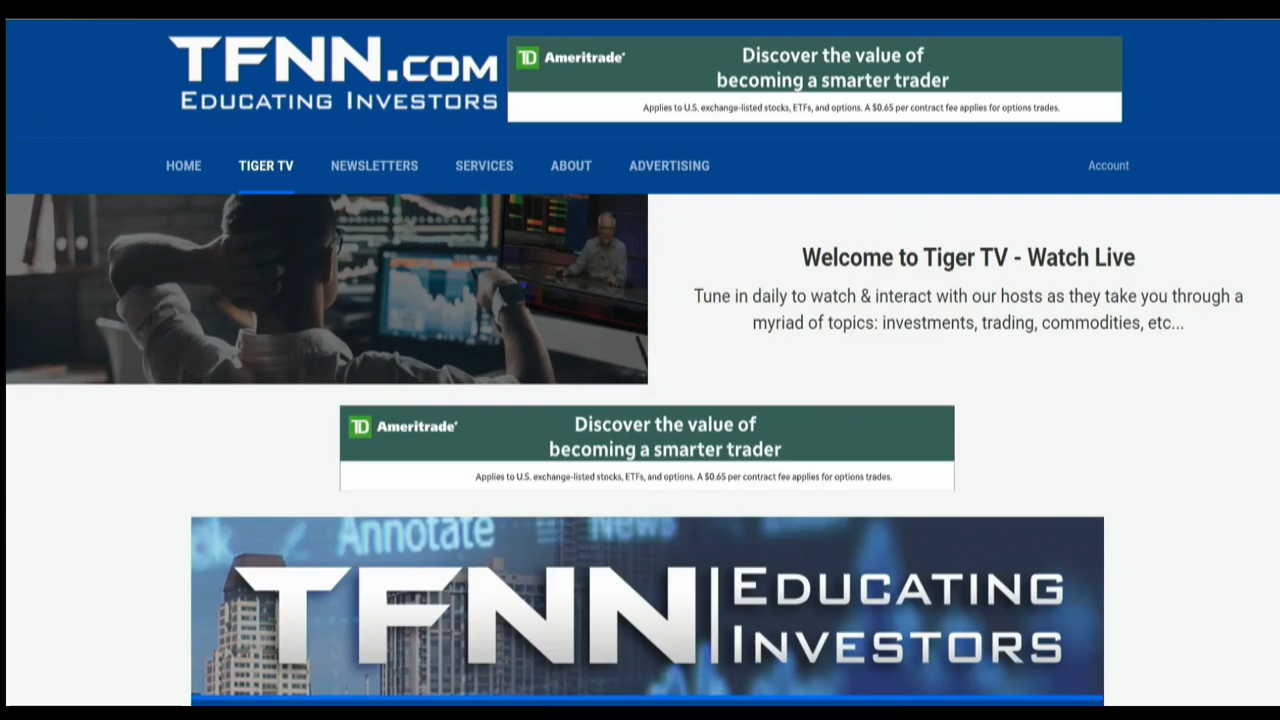 TFNN.COM
EDUCATING INVESTORS
TD Ameritrade
Discover the value of
becoming a smarter trader
Applies to U.S. exchange-listed stocks, ETFs, and options. A $0.65 per contract fee applies for options trades.
HOME TIGER TV NEWSLETTERS SERVICES ABOUT ADVERTISING Account
Welcome to Tiger TV - Watch Live
Tune in daily to watch & interact with our hosts as they take you through a
myriad of topics: investments, trading, commodities, etc...
TD Ameritrade
Discover the value of
becoming a smarter trader
Applies to U.S. exchange-listed stocks, ETFs, and options. A $0.65 per contract fee applies for options trades.
Annotate News
TFNN EDUCATING
INVESTORS